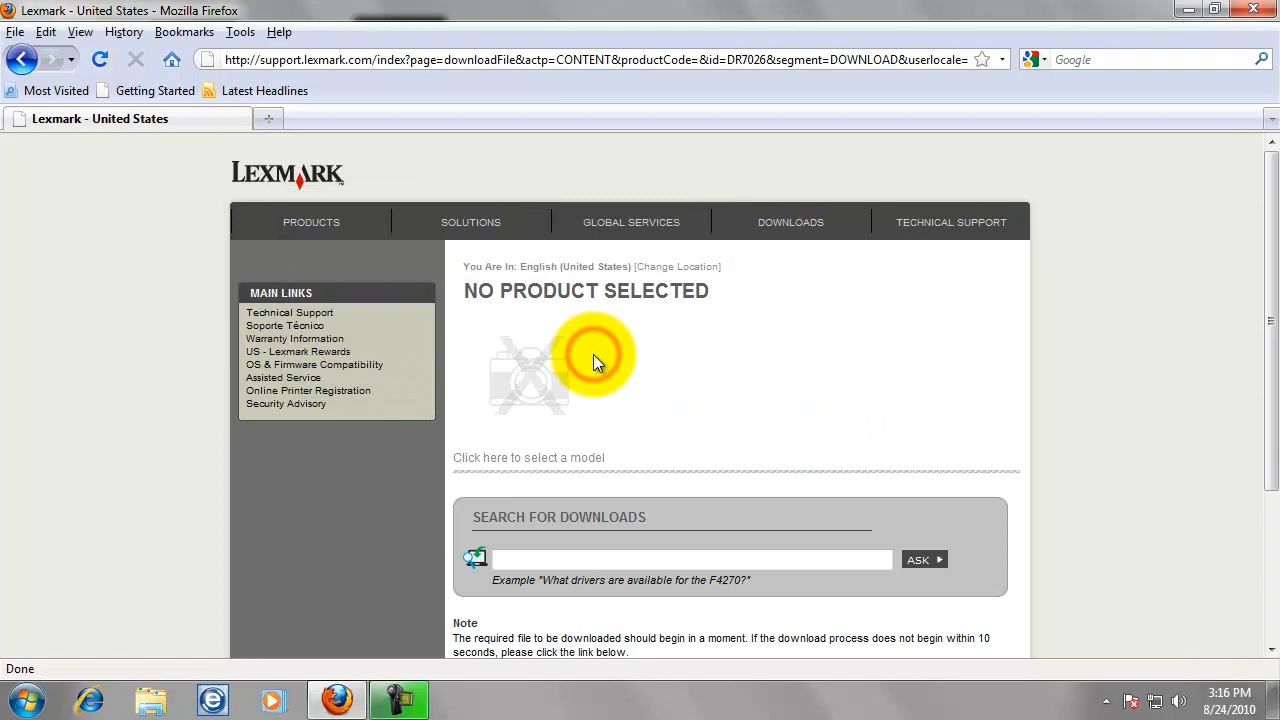 Lexmark - United States - Mozilla Firefox
File Edit View History Bookmarks Tools Help
http://support.lexmark.com/index?page=downloadFile&actp=CONTENT&productCode=&id=DR7026&segment=DOWNLOAD&userlocale=
Google
Most Visited Getting Started Latest Headlines
Lexmark - United States
LEXMARK
PRODUCTS SOLUTIONS GLOBAL SERVICES DOWNLOADS TECHNICAL SUPPORT
MAIN LINKS
Technical Support
Soporte Técnico
Warranty Information
US - Lexmark Rewards
OS & Firmware Compatibility
Assisted Service
Online Printer Registration
Security Advisory
You Are In: English (United States) [Change Location]
NO PRODUCT SELECTED
Click here to select a model
SEARCH FOR DOWNLOADS
ASK
Example "What drivers are available for the F4270?"
Note
The required file to be downloaded should begin in a moment. If the download process does not begin within 10
seconds, please click the link below.
Done
3:16 PM
8/24/2010